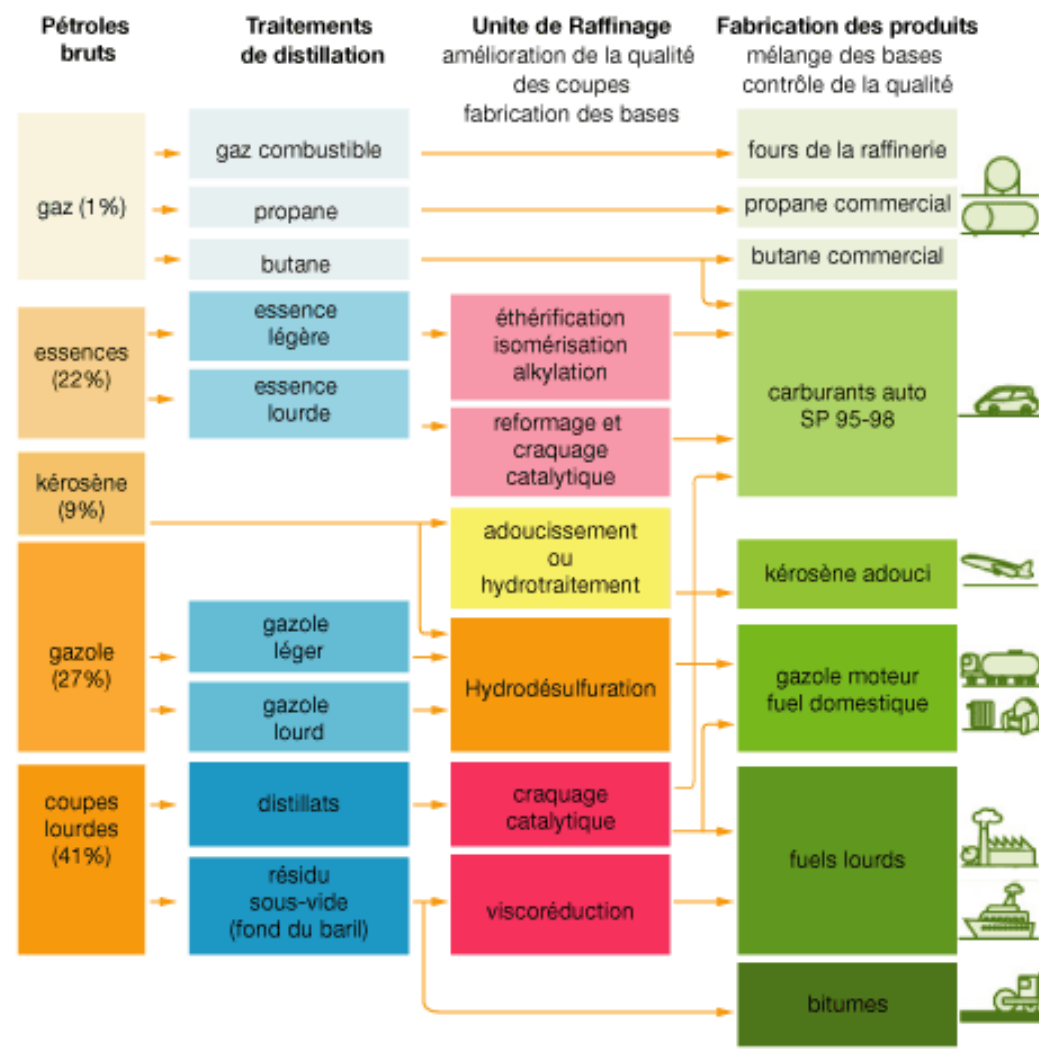 Pétroles
bruts
Traitements
de distillation
Unite de Raffinage
amélioration de la qualité
des coupes
fabrication des bases
Fabrication des produits
mélange des bases
contrôle de la qualité
gaz (1%)
essences
(22%)
kérosène
(9%)
gazole
(27%)
coupes
lourdes
(41%)
gaz combustible
propane
butane
essence
légère
essence
lourde
gazole
léger
gazole
lourd
distillats
résidu
sous-vide
(fond du baril)
éthérification
isomérisation
alkylation
reformage et
craquage
catalytique
adoucissement
ou
hydrotraitement
Hydrodésulfuration
craquage
catalytique
viscoréduction
fours de la raffinerie
propane commercial
butane commercial
carburants auto
SP 95-98
kérosène adouci
gazole moteur
fuel domestique
fuels lourds
bitumes